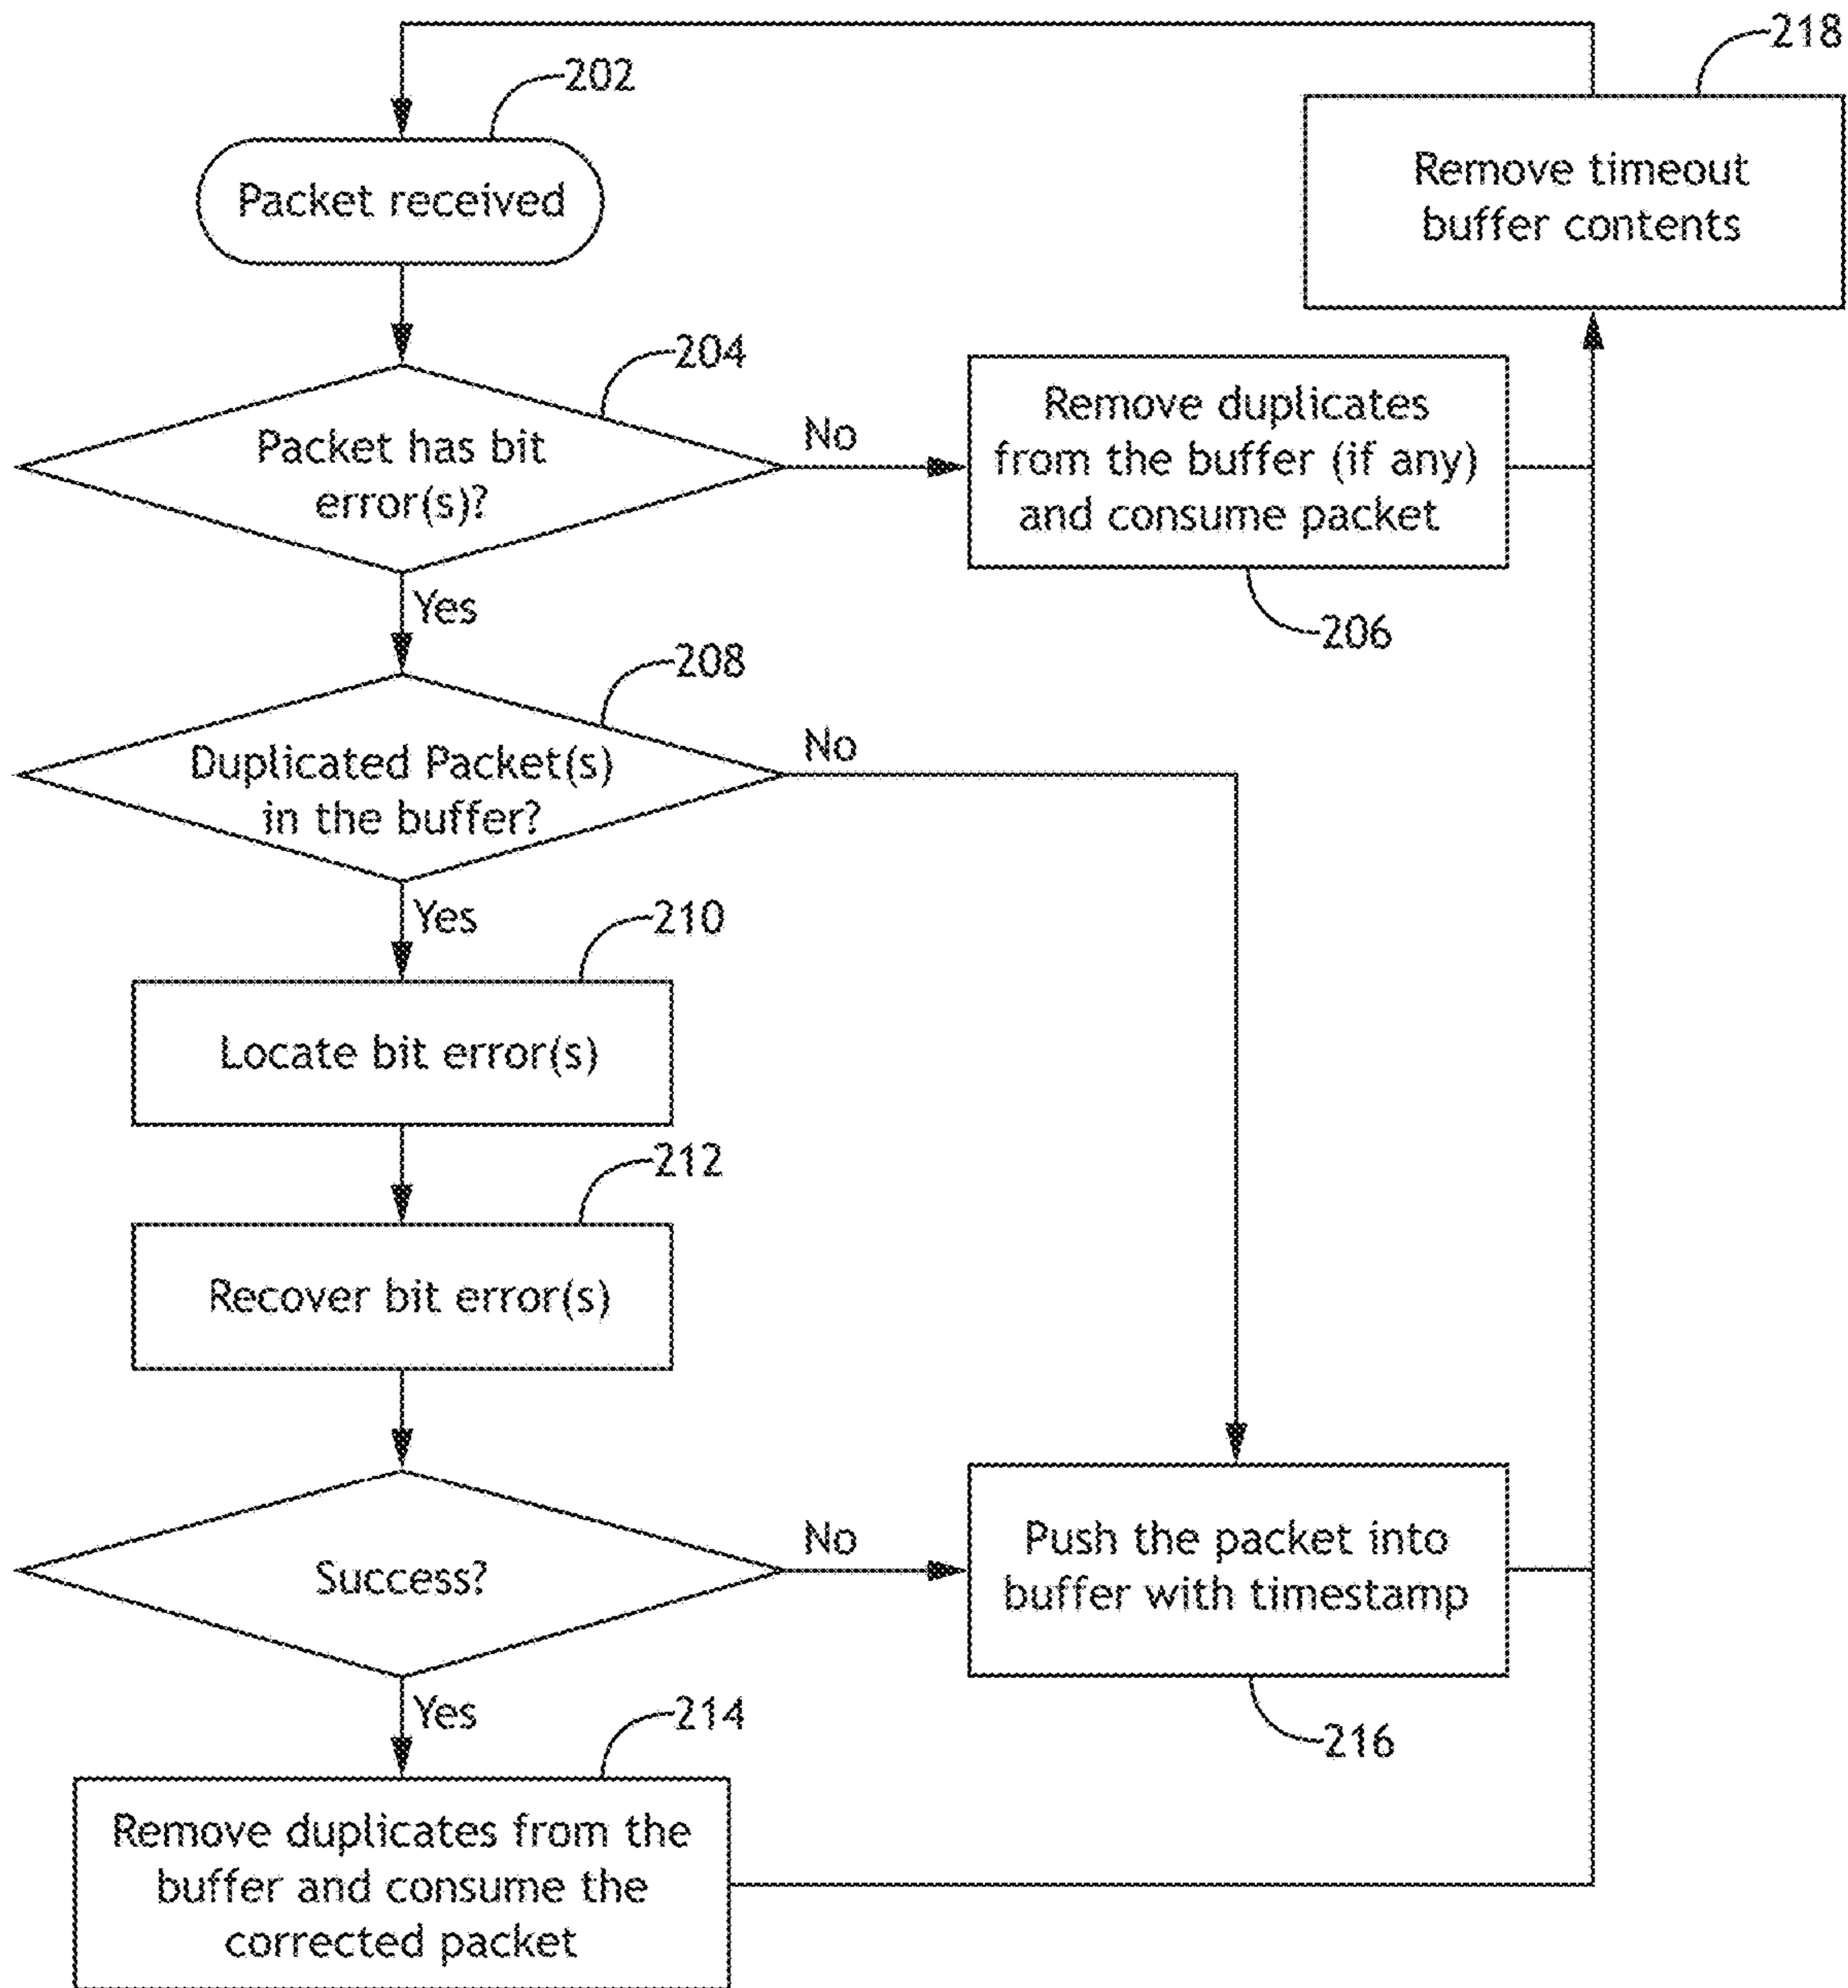 218
202
Packet received
Remove timeout
buffer contents
204
Packet has bit
error(s)?
No
Remove duplicates
from the buffer (if any)
and consume packet
206
Yes
208
Duplicated Packet(s)
in the buffer?
No
Yes
210
Locate bit error(s)
212
Recover bit error(s)
Success?
No
Push the packet into
buffer with timestamp
216
Yes
214
Remove duplicates from the
buffer and consume the
corrected packet